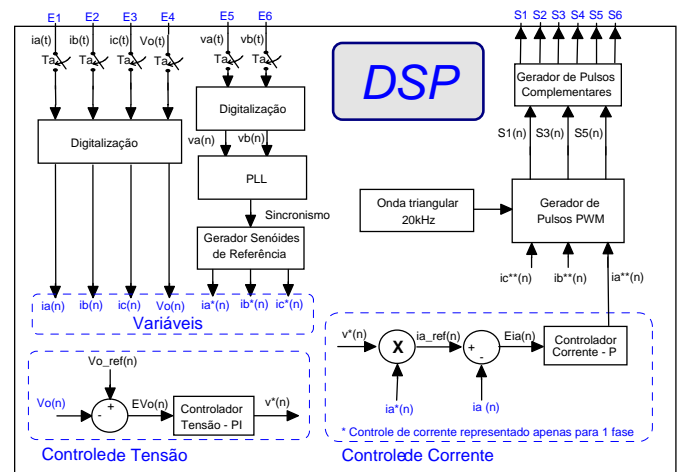 E1 E2 E3 E4 E5 E6
S1 S2 S3 S4 S5 S6
ia(t) ib(t) ic(t) Vo(t) va(t) vb(t)
Ta Ta Ta Ta Ta Ta
DSP
Gerador de Pulsos
Complementares
Digitalização
Digitalização
va(n) vb(n)
S1(n) S3(n) S5(n)
PLL
Sincronismo
Onda triangular
20kHz
Gerador de
Pulsos PWM
Gerador Senóides
de Referência
ic**(n) ib**(n) ia**(n)
ia(n) ib(n) ic(n) Vo(n) ia*(n) ib*(n) ic*(n)
Variáveis
v*(n) X ia_ref(n) + - Eia(n)
Controlador
Corrente - P
ia*(n) ia (n)
* Controle de corrente representado apenas para 1 fase
Controlede Corrente
Vo_ref(n)
Vo(n) + - EVo(n)
Controlador
Tensão - PI
v*(n)
Controlede Tensão